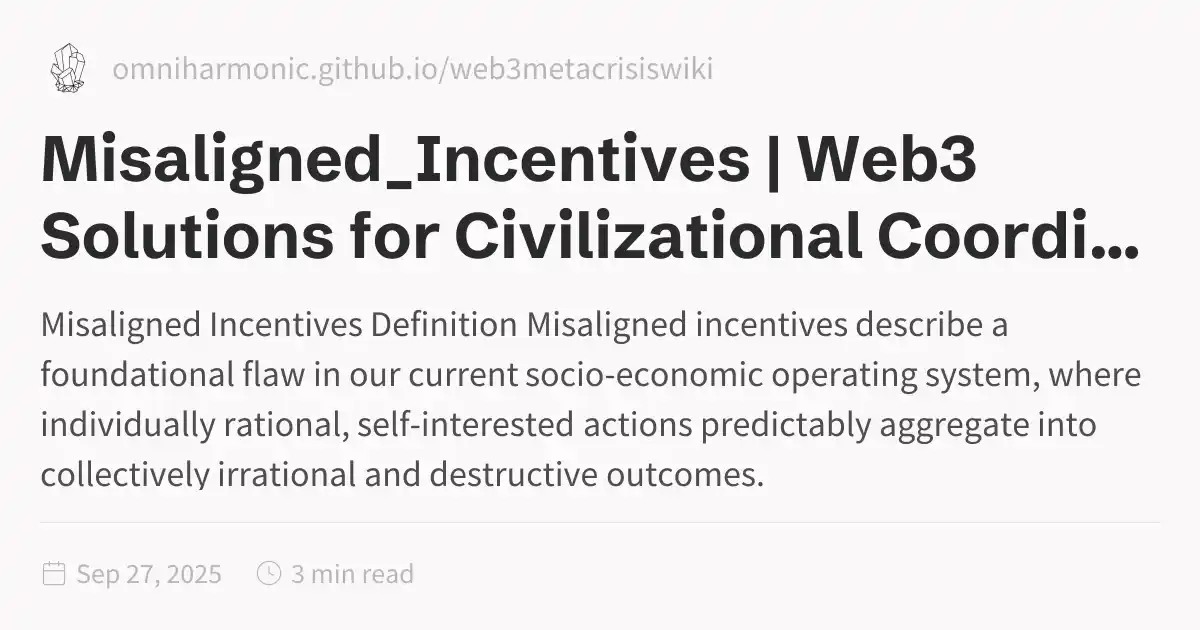 omniharmonic.github.io/web3metacrisiswiki
Misaligned_Incentives | Web3
Solutions for Civilizational Coordi...
Misaligned Incentives Definition Misaligned incentives describe a
foundational flaw in our current socio-economic operating system, where
individually rational, self-interested actions predictably aggregate into
collectively irrational and destructive outcomes.
Sep 27, 2025 3 min read